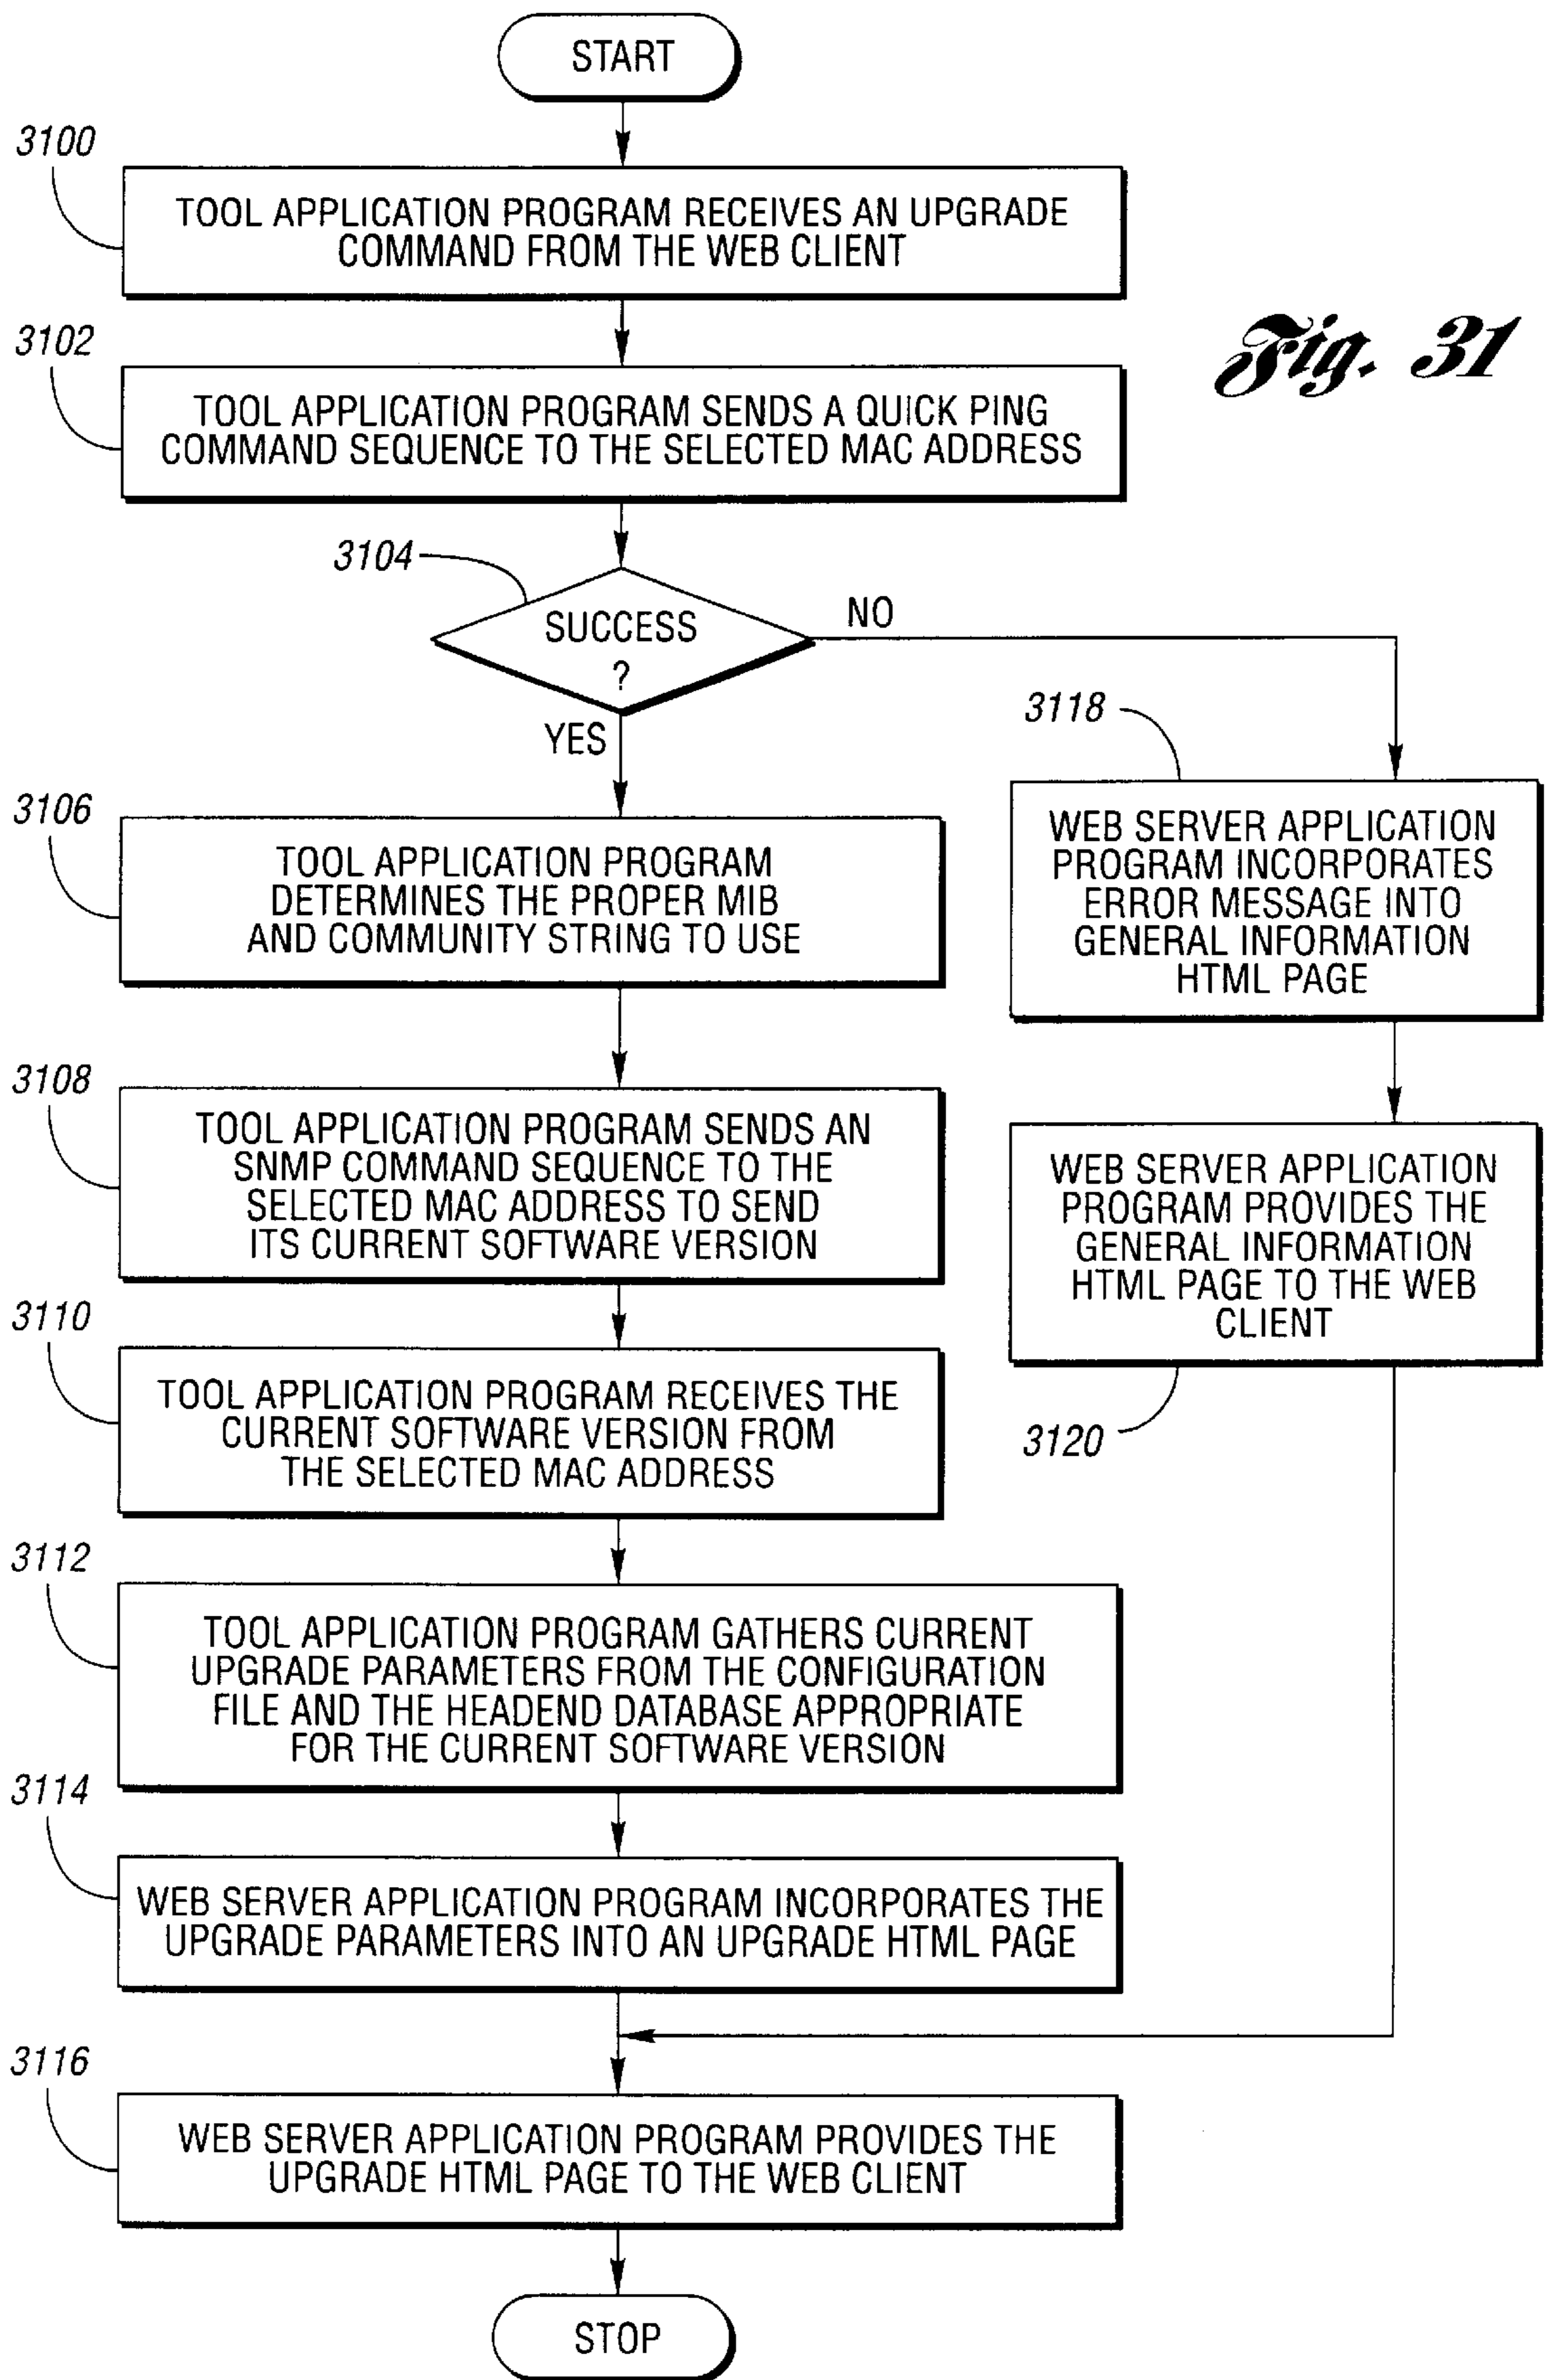 START
3100
TOOL APPLICATION PROGRAM RECEIVES AN UPGRADE
COMMAND FROM THE WEB CLIENT
3102
TOOL APPLICATION PROGRAM SENDS A QUICK PING
COMMAND SEQUENCE TO THE SELECTED MAC ADDRESS
Fig. 31
3104
SUCCESS
?
NO
YES
3106
TOOL APPLICATION PROGRAM
DETERMINES THE PROPER MIB
AND COMMUNITY STRING TO USE
3118
WEB SERVER APPLICATION
PROGRAM INCORPORATES
ERROR MESSAGE INTO
GENERAL INFORMATION
HTML PAGE
3108
TOOL APPLICATION PROGRAM SENDS AN
SNMP COMMAND SEQUENCE TO THE
SELECTED MAC ADDRESS TO SEND
ITS CURRENT SOFTWARE VERSION
WEB SERVER APPLICATION
PROGRAM PROVIDES THE
GENERAL INFORMATION
HTML PAGE TO THE WEB
CLIENT
3120
3110
TOOL APPLICATION PROGRAM RECEIVES THE
CURRENT SOFTWARE VERSION FROM
THE SELECTED MAC ADDRESS
3112
TOOL APPLICATION PROGRAM GATHERS CURRENT
UPGRADE PARAMETERS FROM THE CONFIGURATION
FILE AND THE HEADEND DATABASE APPROPRIATE
FOR THE CURRENT SOFTWARE VERSION
3114
WEB SERVER APPLICATION PROGRAM INCORPORATES THE
UPGRADE PARAMETERS INTO AN UPGRADE HTML PAGE
3116
WEB SERVER APPLICATION PROGRAM PROVIDES THE
UPGRADE HTML PAGE TO THE WEB CLIENT
STOP